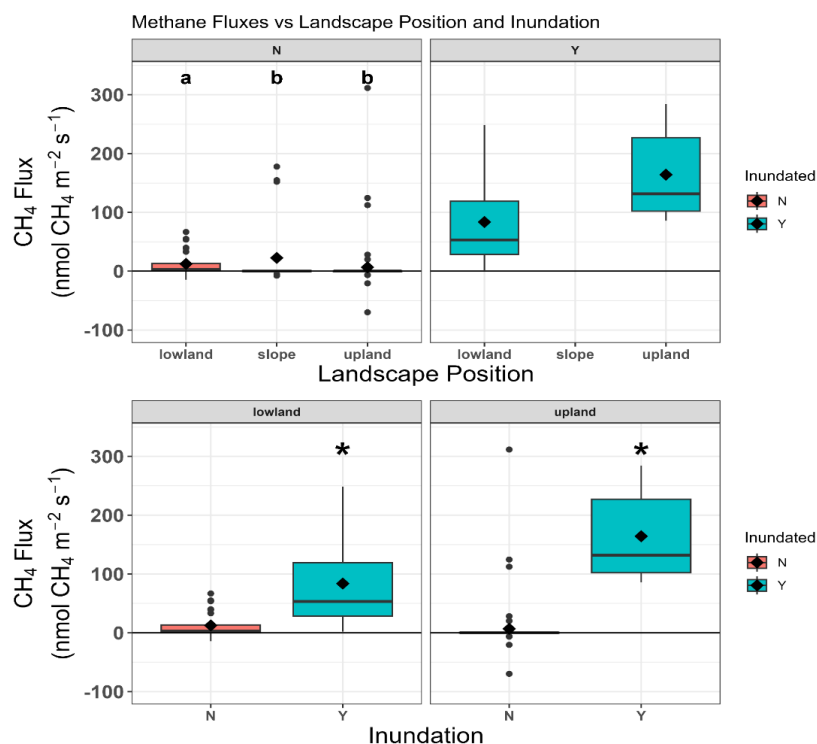 Methane Fluxes vs Landscape Position and Inundation
N
Y
a
b
b
300
200
100
0
-100
CH₄ Flux
(nmol CH₄ m⁻² s⁻¹)
lowland
slope
upland
lowland
slope
upland
Landscape Position
Inundated
N
Y
lowland
upland
*
*
300
200
100
0
-100
CH₄ Flux
(nmol CH₄ m⁻² s⁻¹)
N
Y
N
Y
Inundation
Inundated
N
Y